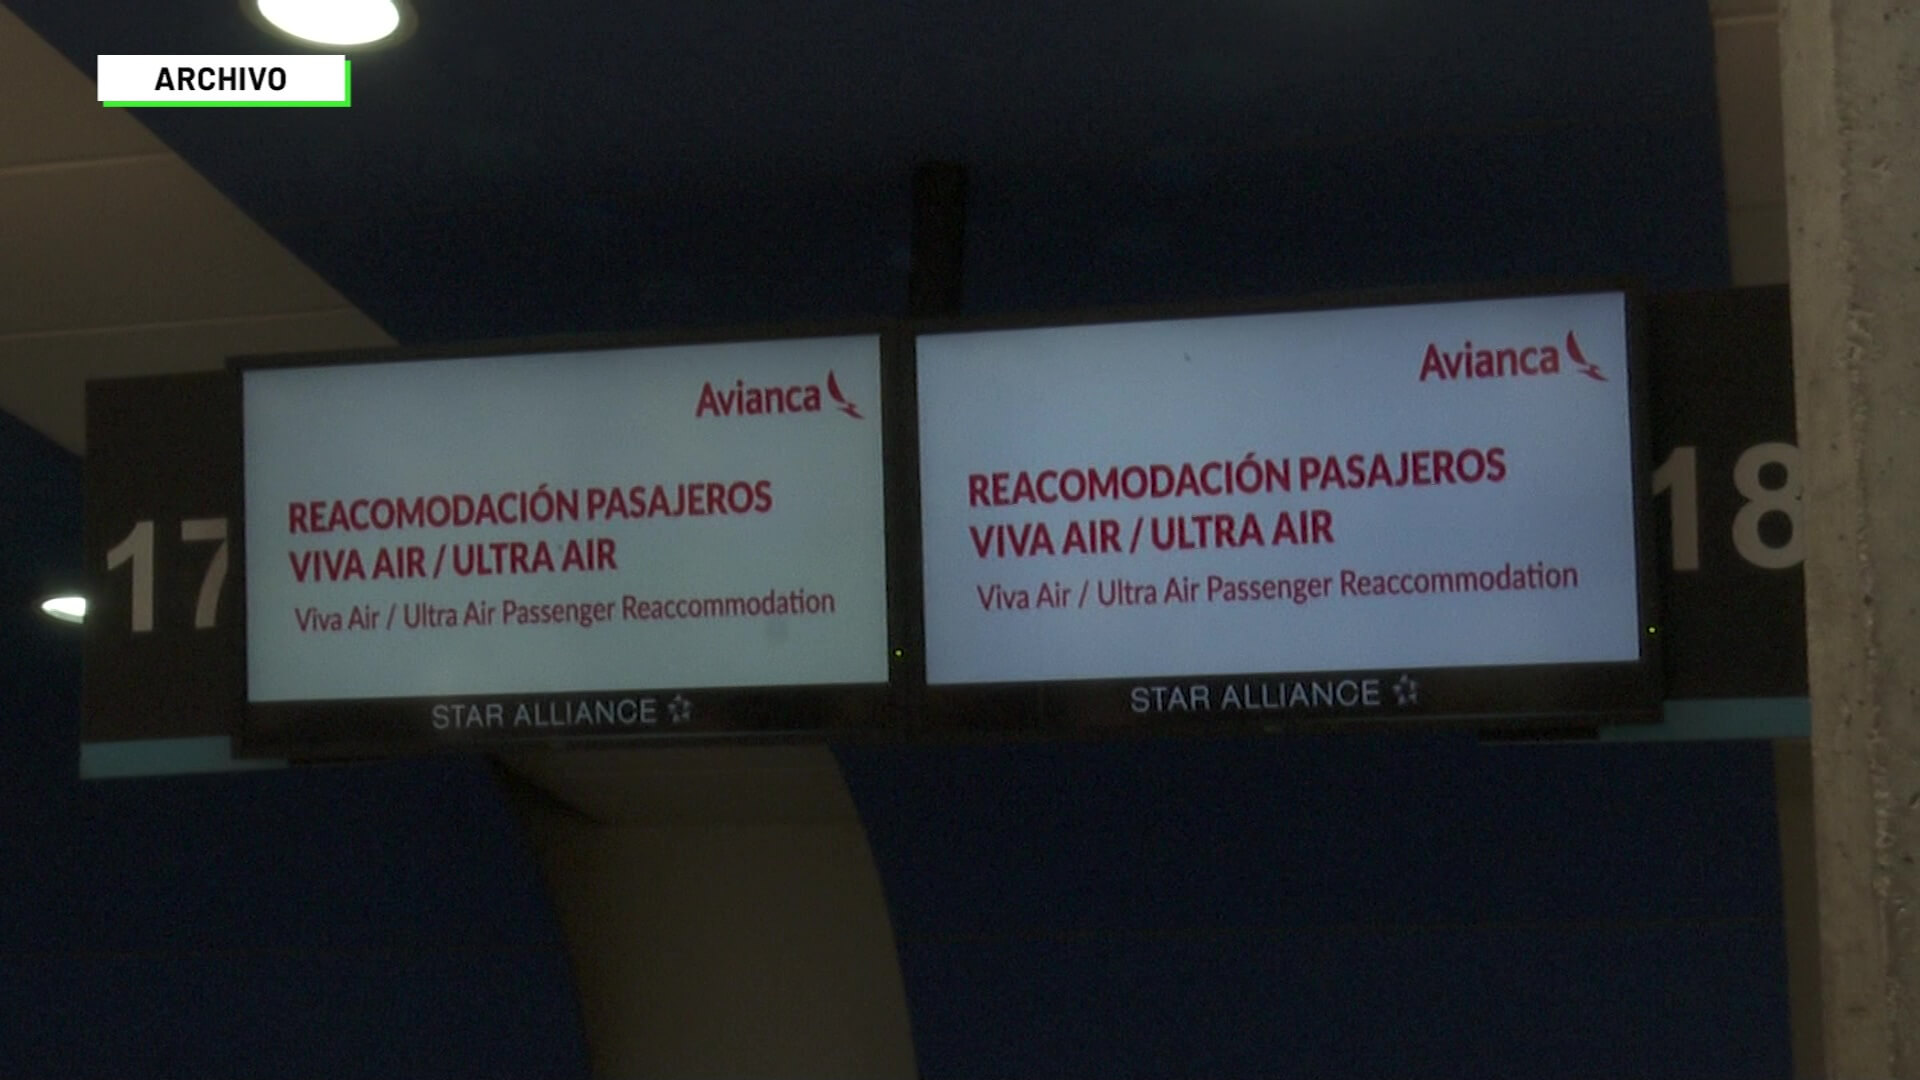 ARCHIVO
17
Avianca
REACOMODACIÓN PASAJEROS
VIVA AIR / ULTRA AIR
Viva Air / Ultra Air Passenger Reaccommodation
STAR ALLIANCE
Avianca
REACOMODACIÓN PASAJEROS
VIVA AIR / ULTRA AIR
Viva Air / Ultra Air Passenger Reaccommodation
STAR ALLIANCE
18